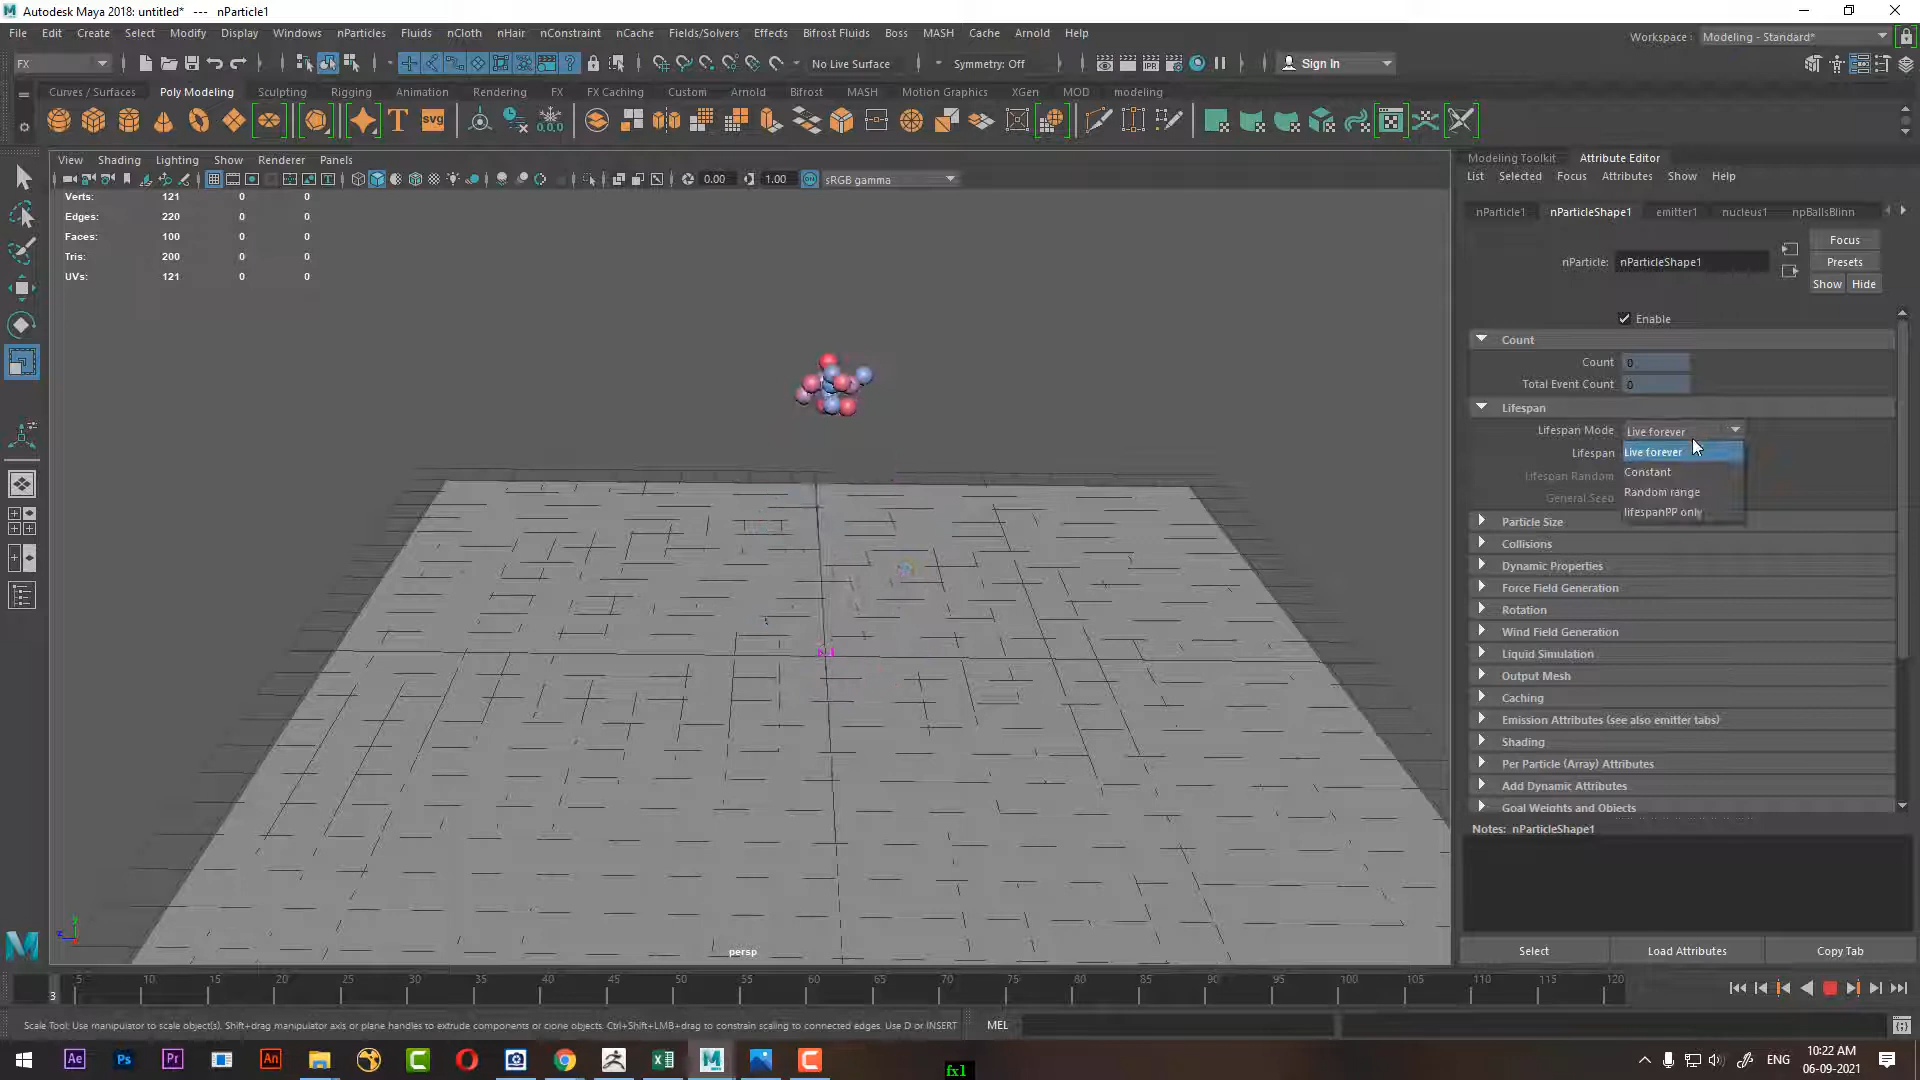 Autodesk Maya 2018: untitled* --- nParticle1
File Edit Create Select Modify Display Windows nParticles Fluids nCloth nHair nConstraint nCache Fields/Solvers Effects Bifrost Fluids Boss MASH Cache Arnold Help
Workspace : Modeling - Standard*
FX
No Live Surface
Symmetry: Off
Sign In
Curves / Surfaces Poly Modeling Sculpting Rigging Animation Rendering FX FX Caching Custom Arnold Bifrost MASH Motion Graphics XGen MOD modeling
T svg 0,0,0
View Shading Lighting Show Renderer Panels
0.00 1.00 sRGB gamma
Verts: 121 0 0
Edges: 220 0 0
Faces: 100 0 0
Tris: 200 0 0
UVs: 121 0 0
persp
Modeling Toolkit Attribute Editor
List Selected Focus Attributes Show Help
nParticle1 nParticleShape1 emitter1 nucleus1 npBallsBlinn
Focus
nParticle: nParticleShape1 Presets
Show Hide
Enable
Count
Count 0
Total Event Count 0
Lifespan
Lifespan Mode Live forever
Lifespan Live forever
Lifespan Random Constant
General Seed Random range
lifespanPP only
Particle Size
Collisions
Dynamic Properties
Force Field Generation
Rotation
Wind Field Generation
Liquid Simulation
Output Mesh
Caching
Emission Attributes (see also emitter tabs)
Shading
Per Particle (Array) Attributes
Add Dynamic Attributes
Goal Weights and Objects
Notes: nParticleShape1
Select Load Attributes Copy Tab
3 5 10 15 20 25 30 35 40 45 50 55 60 65 70 75 80 85 90 95 100 105 110 115 120
Scale Tool: Use manipulator to scale object(s). Shift+drag manipulator axis or plane handles to extrude components or clone objects. Ctrl+Shift+LMB+drag to constrain scaling to connected edges. Use D or INSERT
MEL
Ae Ps Pr An
fx1
ENG
10:22 AM
06-09-2021